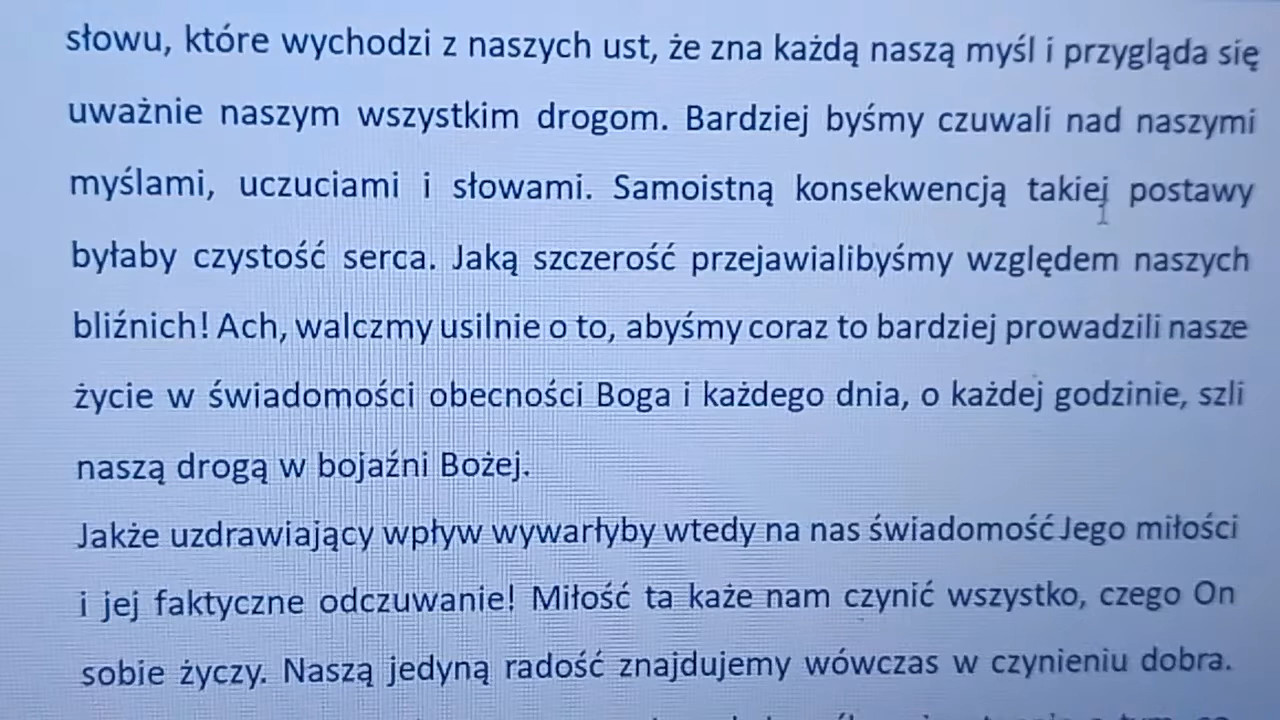 słowu, które wychodzi z naszych ust, że zna każdą naszą myśl i przygląda się
uważnie naszym wszystkim drogom. Bardziej byśmy czuwali nad naszymi
myślami, uczuciami i słowami. Samoistną konsekwencją takiej postawy
byłaby czystość serca. Jaką szczerość przejawialibyśmy względem naszych
bliźnich! Ach, walczmy usilnie o to, abyśmy coraz to bardziej prowadzili nasze
życie w świadomości obecności Boga i każdego dnia, o każdej godzinie, szli
naszą drogą w bojaźni Bożej.
Jakże uzdrawiający wpływ wywarłyby wtedy na nas świadomość Jego miłości
i jej faktyczne odczuwanie! Miłość ta każe nam czynić wszystko, czego On
sobie życzy. Naszą jedyną radość znajdujemy wówczas w czynieniu dobra.